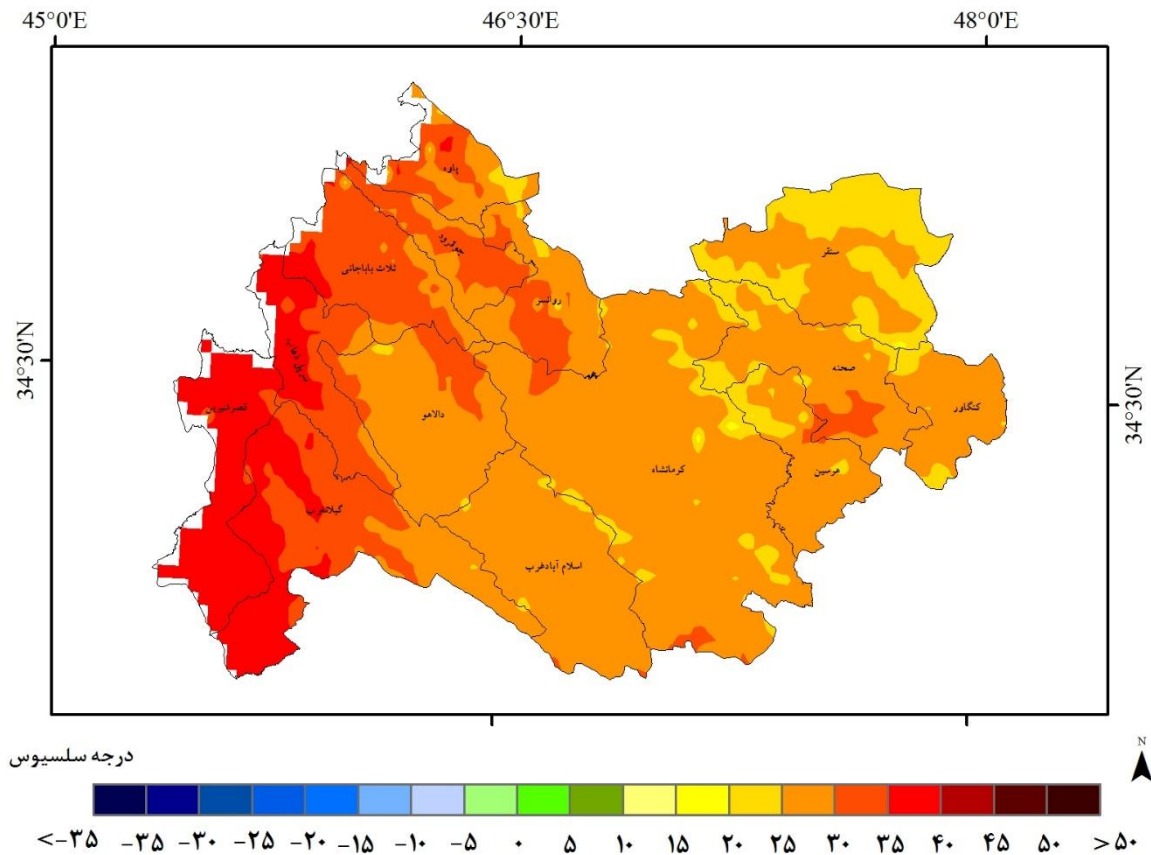 45°0'E 46°30'E 48°0'E
34°30'N
34°30'N
پاوه
جوانرود
ثلاث باباجانی
روانسر
سنقر
صحنه
کنگاور
سرپل ذهاب
قصرشیرین
دالاهو
کرمانشاه
هرسین
گیلانغرب
اسلام آبادغرب
درجه سلسیوس
N
<-۳۵ -۳۵ -۳۰ -۲۵ -۲۰ -۱۵ -۱۰ -۵ ۰ ۵ ۱۰ ۱۵ ۲۰ ۲۵ ۳۰ ۳۵ ۴۰ ۴۵ ۵۰ >۵۰